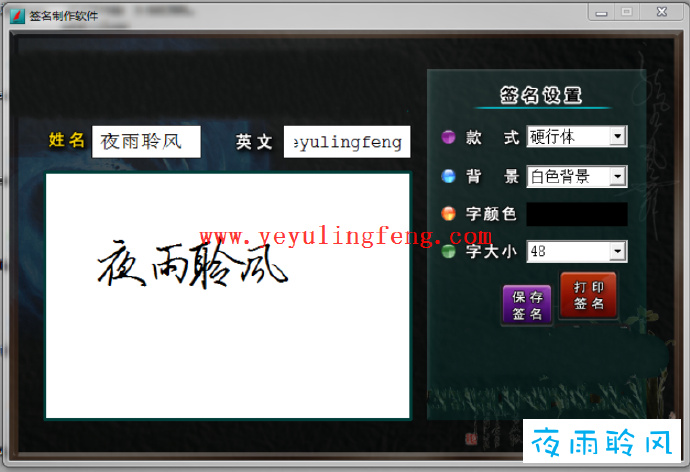 签名制作软件
签名设置
姓名 夜雨聆风 英文 eyulingfeng
款 式 硬行体
背 景 白色背景
字颜色
字大小 48
www.yeyulingfeng.com
夜雨聆风
保存
签名
打印
签名
夜雨聆风